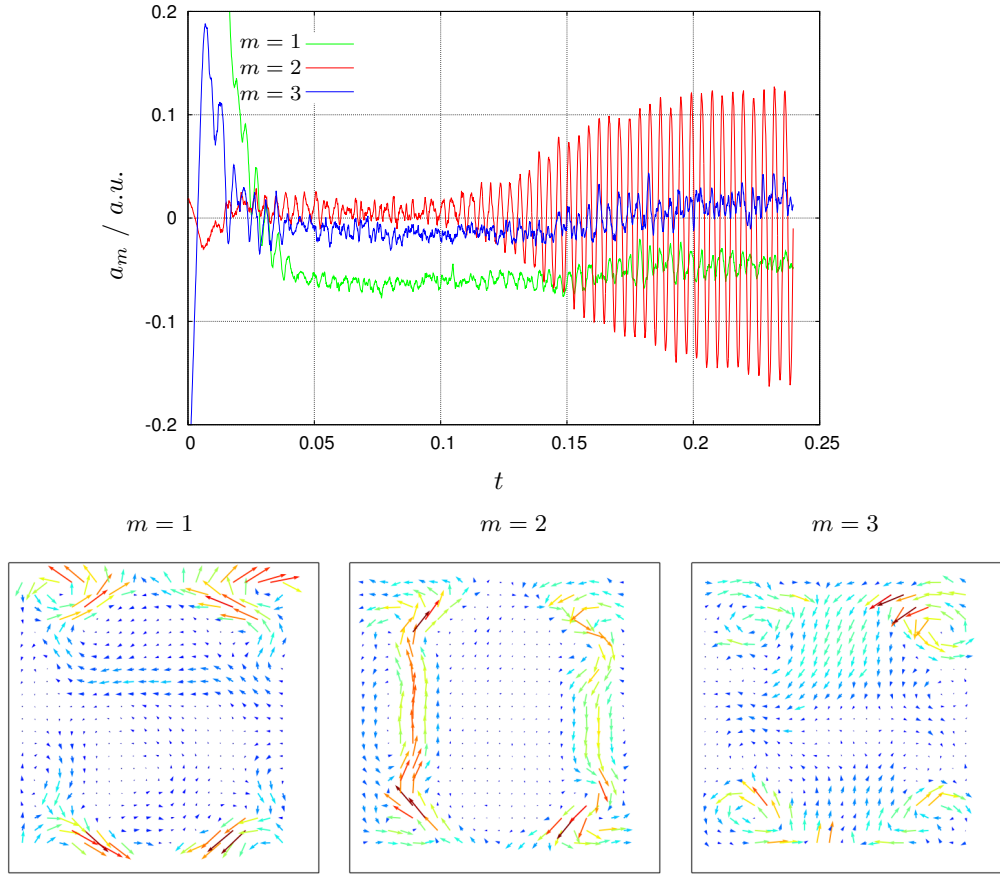 0.2
m = 1
m = 2
m = 3
0.1
0
-0.1
-0.2
a_m / a.u.
0 0.05 0.1 0.15 0.2 0.25
t
m = 1 m = 2 m = 3